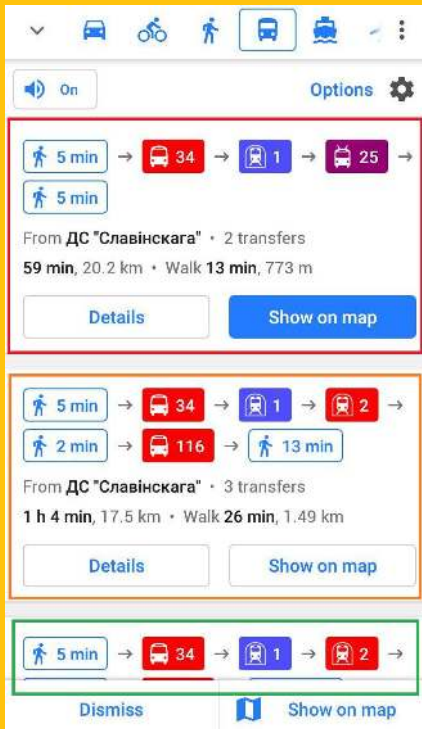 On Options
5 min → 34 → 1 → 25 →
5 min
From ДС "Славінскага" • 2 transfers
59 min, 20.2 km • Walk 13 min, 773 m
Details Show on map
5 min → 34 → 1 → 2 →
2 min → 116 → 13 min
From ДС "Славінскага" • 3 transfers
1 h 4 min, 17.5 km • Walk 26 min, 1.49 km
Details Show on map
5 min → 34 → 1 → 2 →
Dismiss Show on map